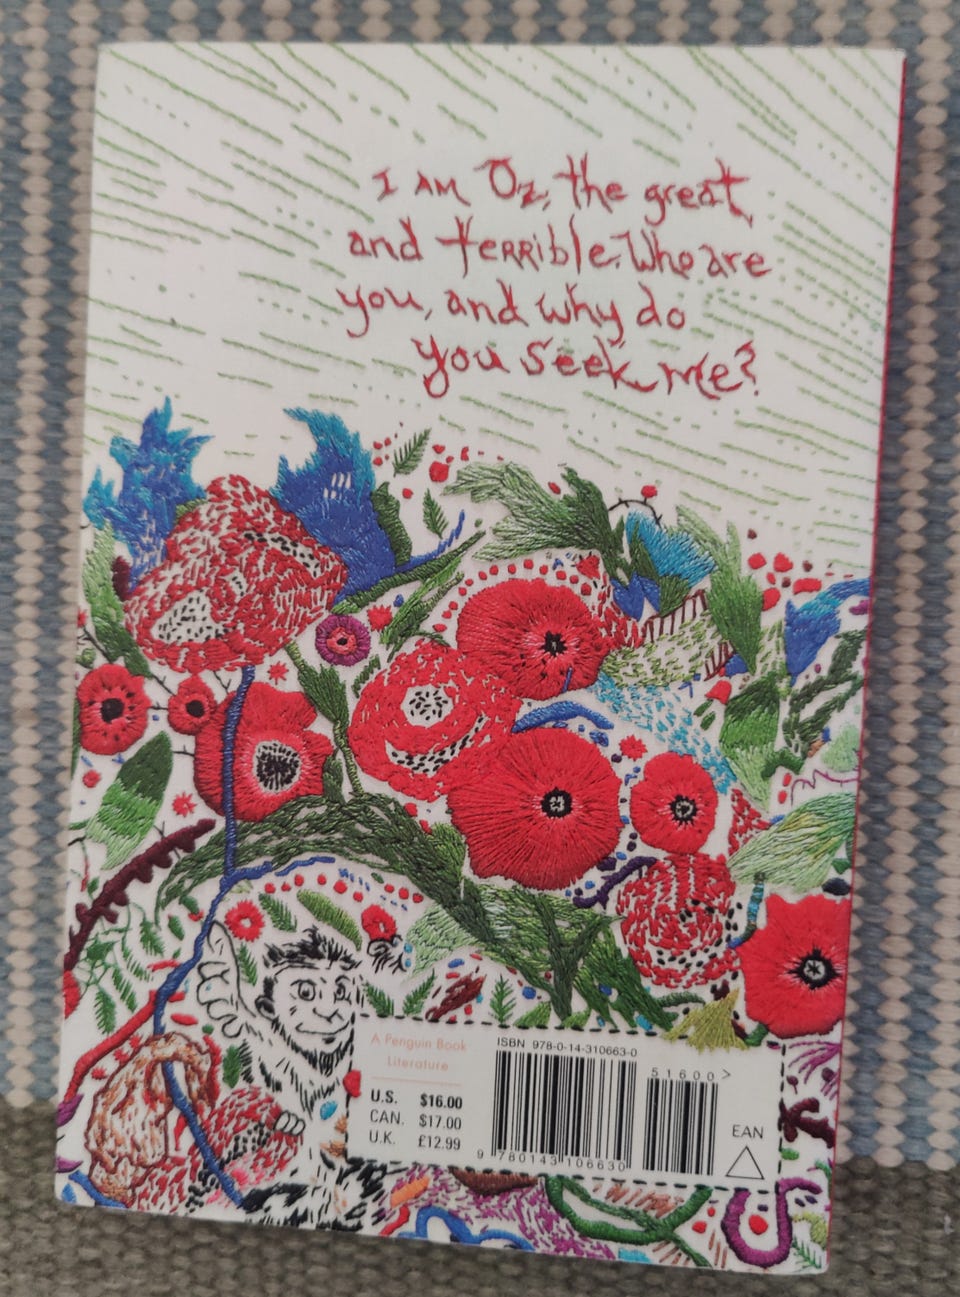 I AM Oz, the great
and terrible. Who are
you, and why do
you seek me?
A Penguin Book
Literature
U.S. $16.00
CAN. $17.00
U.K. £12.99
ISBN 978-0-14-310663-0
51600>
EAN
9 780143 106630